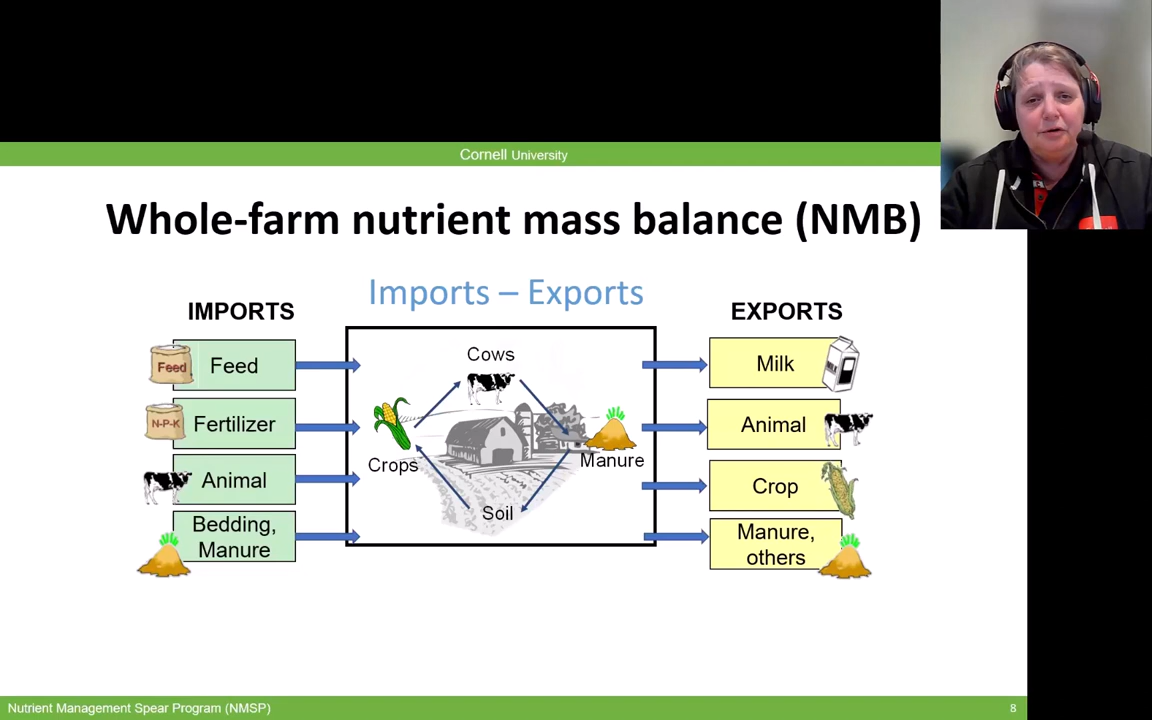 Cornell University
Whole-farm nutrient mass balance (NMB)
Imports – Exports
IMPORTS
EXPORTS
Feed
Feed
N-P-K
Fertilizer
Animal
Bedding,
Manure
Cows
Crops
Manure
Soil
Milk
MILK
Animal
Crop
Manure,
others
Nutrient Management Spear Program (NMSP)
8